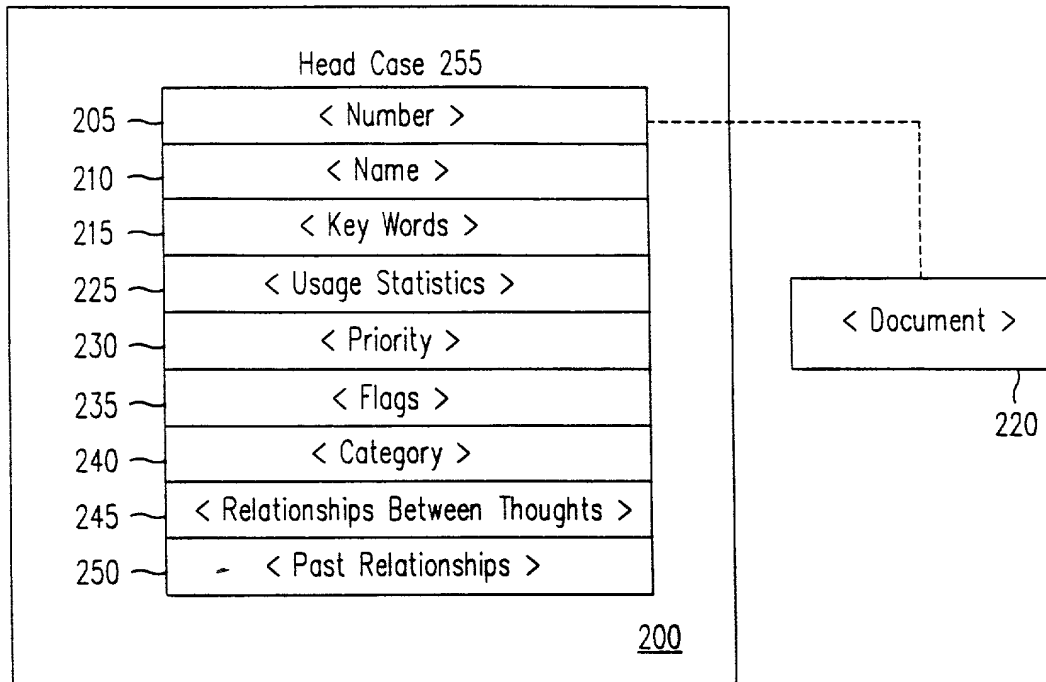 Head Case 255
205 < Number >
210 < Name >
215 < Key Words >
225 < Usage Statistics >
230 < Priority >
< Document >
235 < Flags >
220
240 < Category >
245 < Relationships Between Thoughts >
250 < Past Relationships >
200